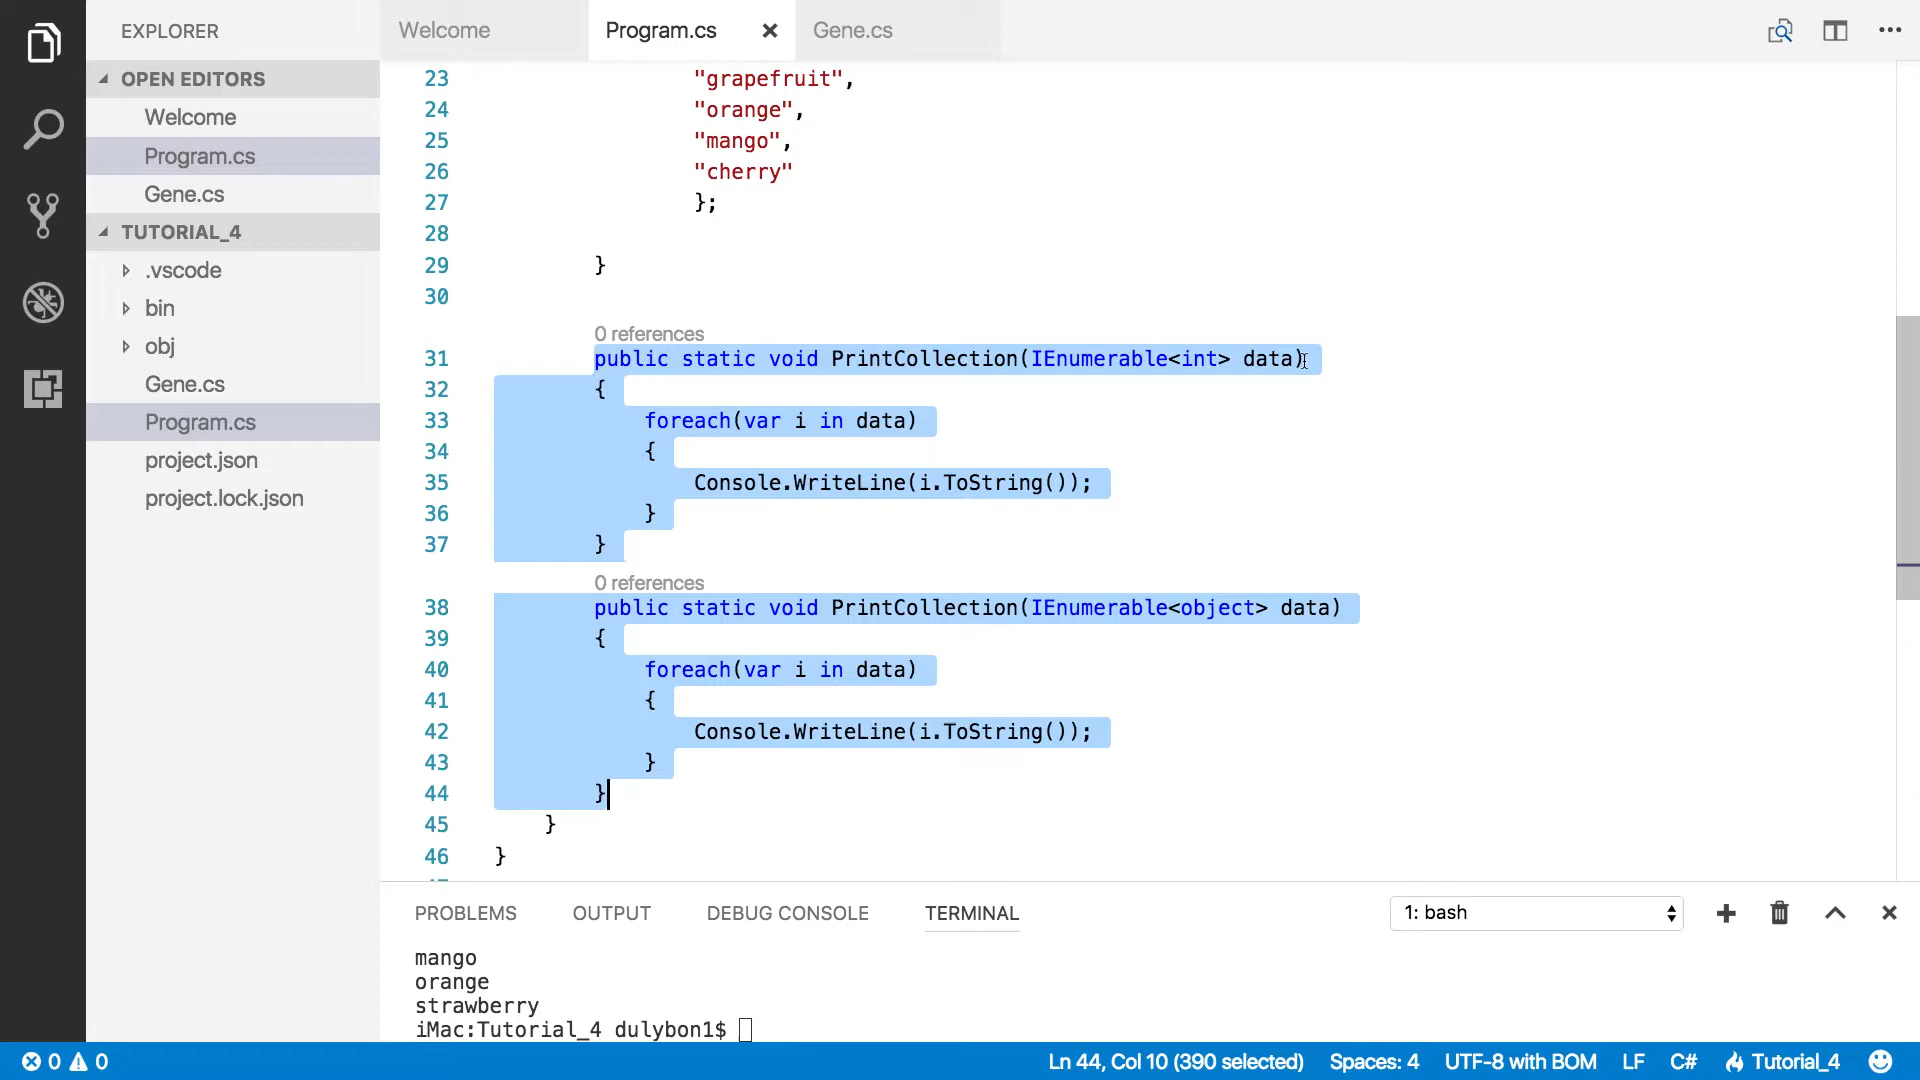 EXPLORER
OPEN EDITORS
Welcome
Program.cs
Gene.cs
TUTORIAL_4
.vscode
bin
obj
Gene.cs
Program.cs
project.json
project.lock.json
Welcome
Program.cs
Gene.cs
23 "grapefruit",
24 "orange",
25 "mango",
26 "cherry"
27 };
28
29 }
30
0 references
31 public static void PrintCollection(IEnumerable<int> data)
32 {
33 foreach(var i in data)
34 {
35 Console.WriteLine(i.ToString());
36 }
37 }
0 references
38 public static void PrintCollection(IEnumerable<object> data)
39 {
40 foreach(var i in data)
41 {
42 Console.WriteLine(i.ToString());
43 }
44 }
45 }
46 }
PROBLEMS OUTPUT DEBUG CONSOLE TERMINAL 1: bash
mango
orange
strawberry
iMac:Tutorial_4 dulybon1$
0 0 Ln 44, Col 10 (390 selected) Spaces: 4 UTF-8 with BOM LF C# Tutorial_4